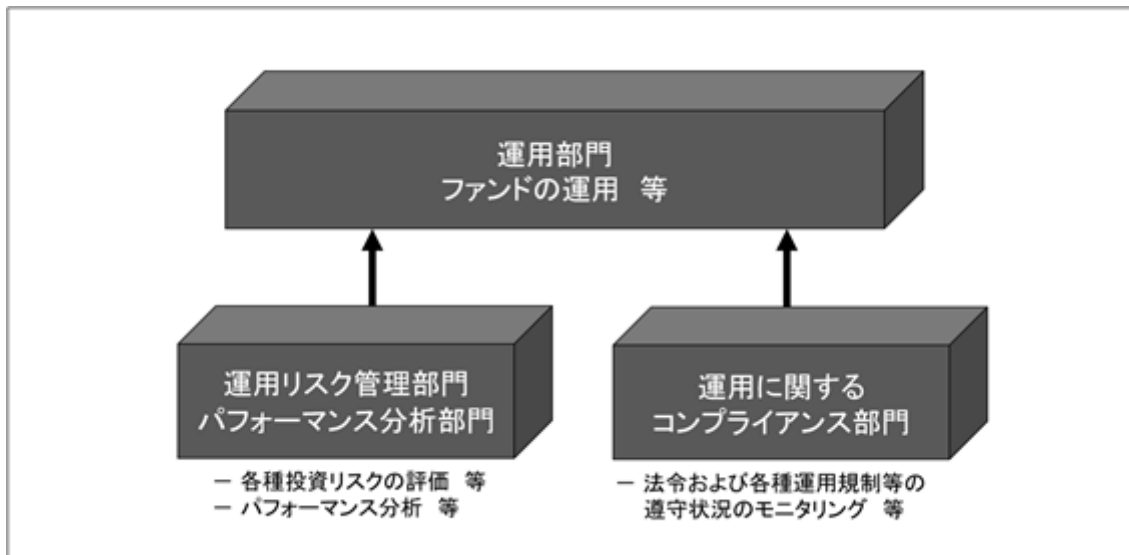 運用部門
ファンドの運用 等
運用リスク管理部門
パフォーマンス分析部門
－ 各種投資リスクの評価 等
－ パフォーマンス分析 等
運用に関する
コンプライアンス部門
－ 法令および各種運用規制等の
遵守状況のモニタリング 等